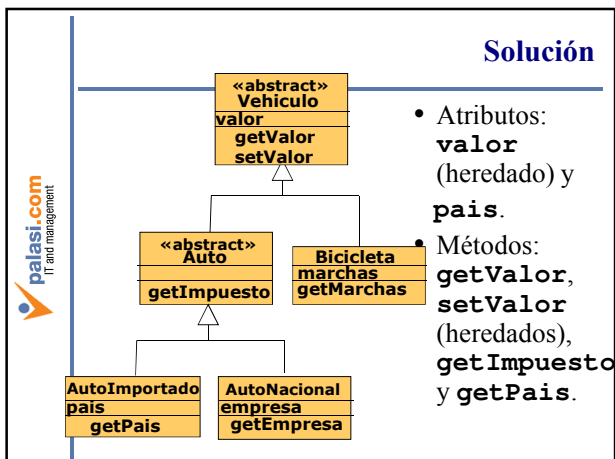 Solución
«abstract»
Vehiculo
valor
getValor
setValor
«abstract»
Auto
getImpuesto
Bicicleta
marchas
getMarchas
AutoImportado
pais
getPais
AutoNacional
empresa
getEmpresa
• Atributos:
valor
(heredado) y
pais.
• Métodos:
getValor,
setValor
(heredados),
getImpuesto
y getPais.
palasi.com
IT and management